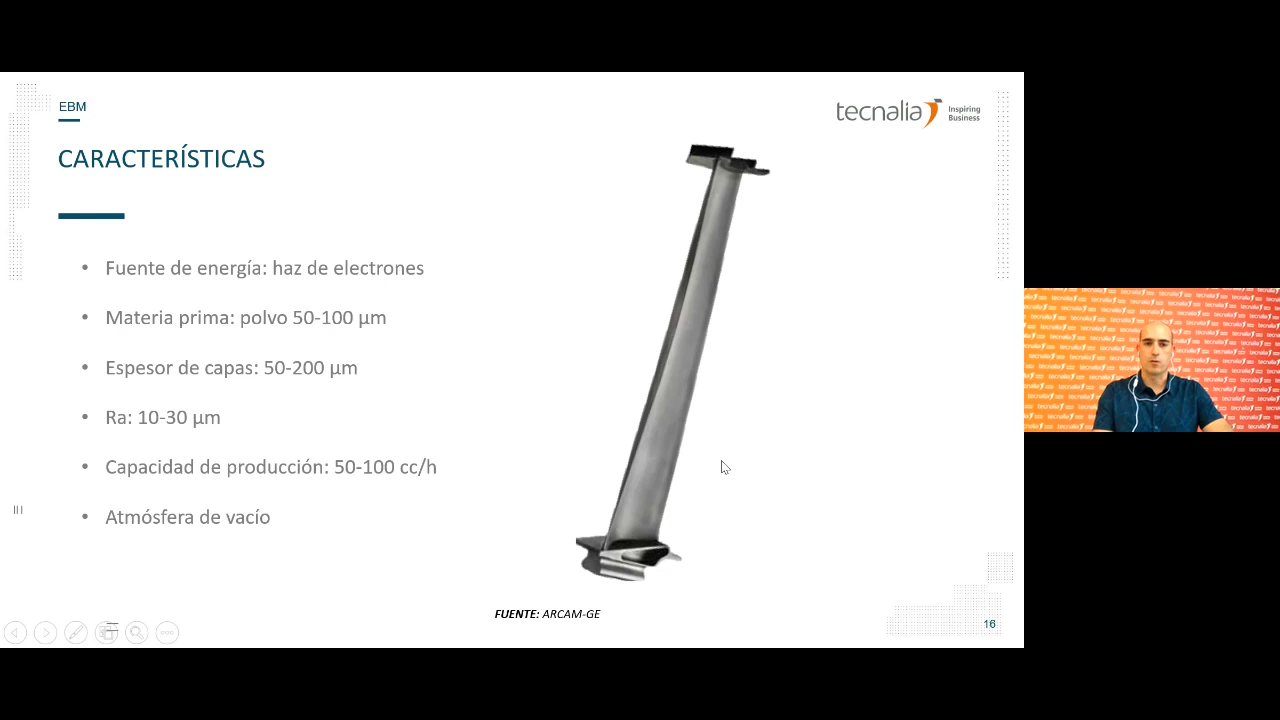 EBM
tecnalia Inspiring Business
CARACTERÍSTICAS
• Fuente de energía: haz de electrones
• Materia prima: polvo 50-100 µm
• Espesor de capas: 50-200 µm
• Ra: 10-30 µm
• Capacidad de producción: 50-100 cc/h
• Atmósfera de vacío
FUENTE: ARCAM-GE
16
tecnalia